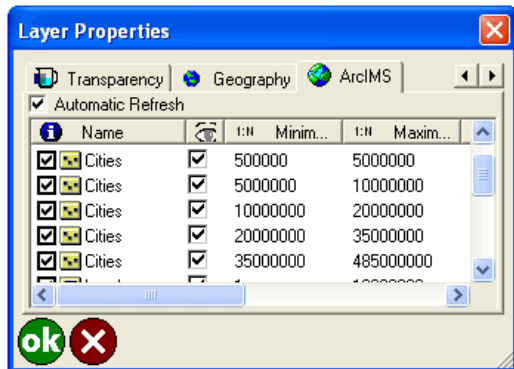 Layer Properties
Transparency Geography ArcIMS
Automatic Refresh
Name 1:N Minim... 1:N Maxim...
Cities 500000 5000000
Cities 5000000 10000000
Cities 10000000 20000000
Cities 20000000 35000000
Cities 35000000 485000000
ok